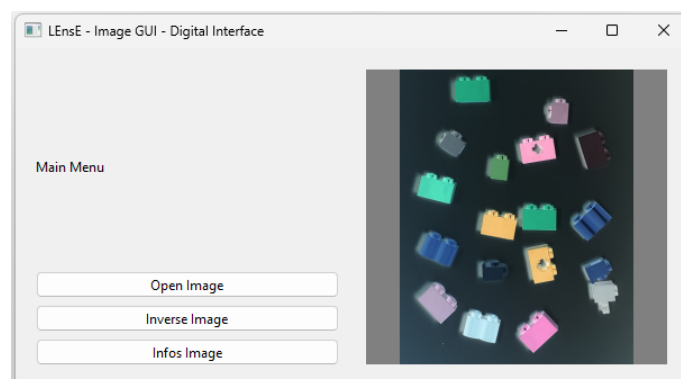 LEnsE - Image GUI - Digital Interface
Main Menu
Open Image
Inverse Image
Infos Image